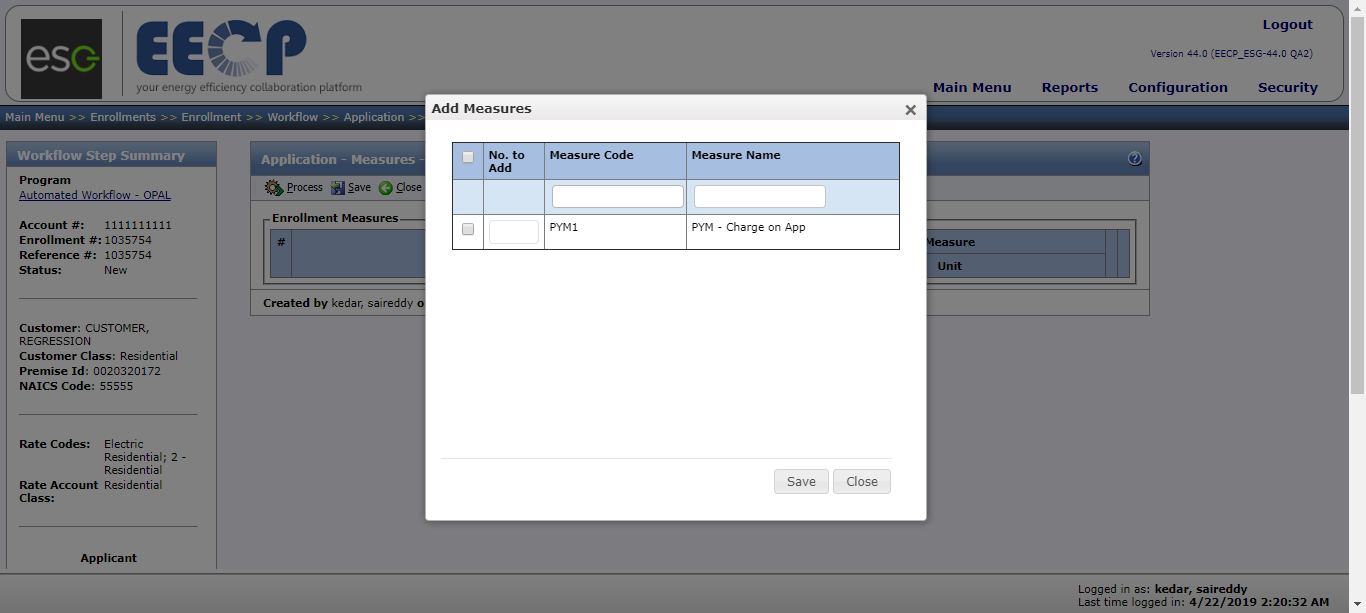 esg
EECP
your energy efficiency collaboration platform
Logout
Version 44.0 (EECP_ESG-44.0 QA2)
Main Menu Reports Configuration Security
Main Menu >> Enrollments >> Enrollment >> Workflow >> Application >>
Workflow Step Summary
Program
Automated Workflow - OPAL
Account #: 1111111111
Enrollment #: 1035754
Reference #: 1035754
Status: New
Customer: CUSTOMER,
REGRESSION
Customer Class: Residential
Premise Id: 0020320172
NAICS Code: 55555
Rate Codes: Electric
Residential; 2 -
Residential
Rate Account Residential
Class:
Applicant
Application - Measures -
?
Process Save Close
Enrollment Measures
#
Measure
Unit
Created by kedar, saireddy o
Add Measures
No. to Measure Code Measure Name
Add
PYM1 PYM - Charge on App
Save Close
Logged in as: kedar, saireddy
Last time logged in: 4/22/2019 2:20:32 AM